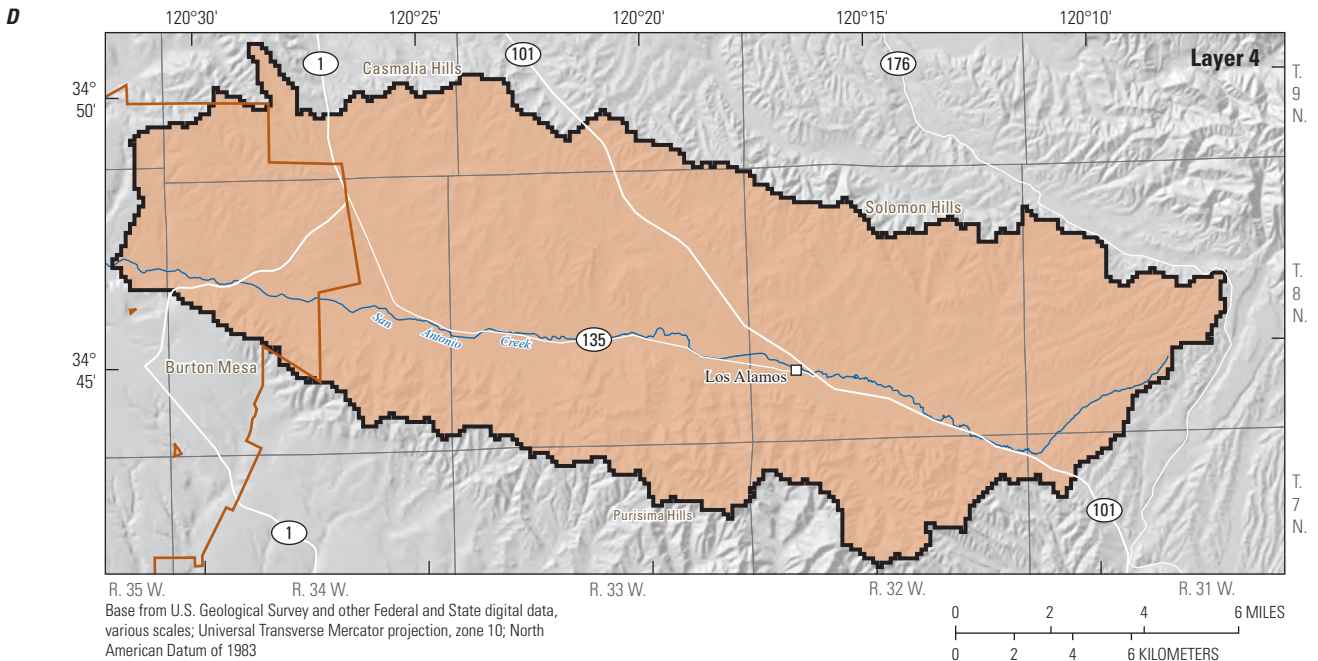 D
120°30'
120°25'
120°20'
120°15'
120°10'
Layer 4
1
Casmalia Hills
101
176
34°
50'
T.
9
N.
Solomon Hills
T.
8
N.
San Antonio Creek
135
34°
45'
Burton Mesa
Los Alamos
T.
7
N.
Purisima Hills
101
1
R. 35 W.
R. 34 W.
R. 33 W.
R. 32 W.
R. 31 W.
Base from U.S. Geological Survey and other Federal and State digital data,
various scales; Universal Transverse Mercator projection, zone 10; North
American Datum of 1983
0 2 4 6 MILES
0 2 4 6 KILOMETERS